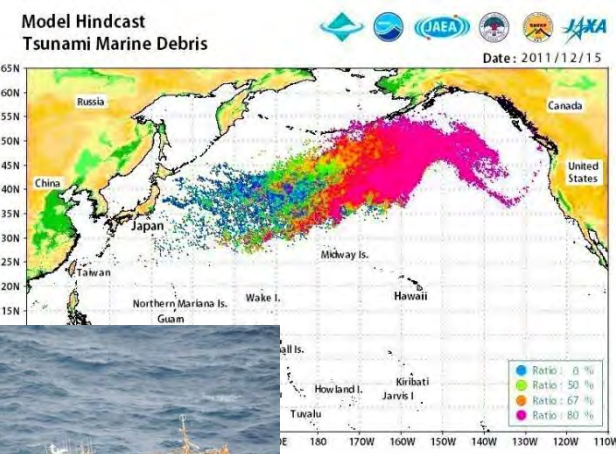 Model Hindcast
Tsunami Marine Debris
JAEA
JAXA
Date: 2011/12/15
65N
60N
55N
50N
45N
40N
35N
30N
25N
20N
15N
Russia
Canada
China
United
States
Japan
Taiwan
Midway Is.
Northern Mariana Is.
Wake I.
Hawaii
Guam
all Is.
Howland I.
Kiribati
Jarvis I
Tuvalu
Ratio: 0 %
Ratio: 50 %
Ratio: 67 %
Ratio: 80 %
0E 180 170W 160W 150W 140W 130W 120W 110W